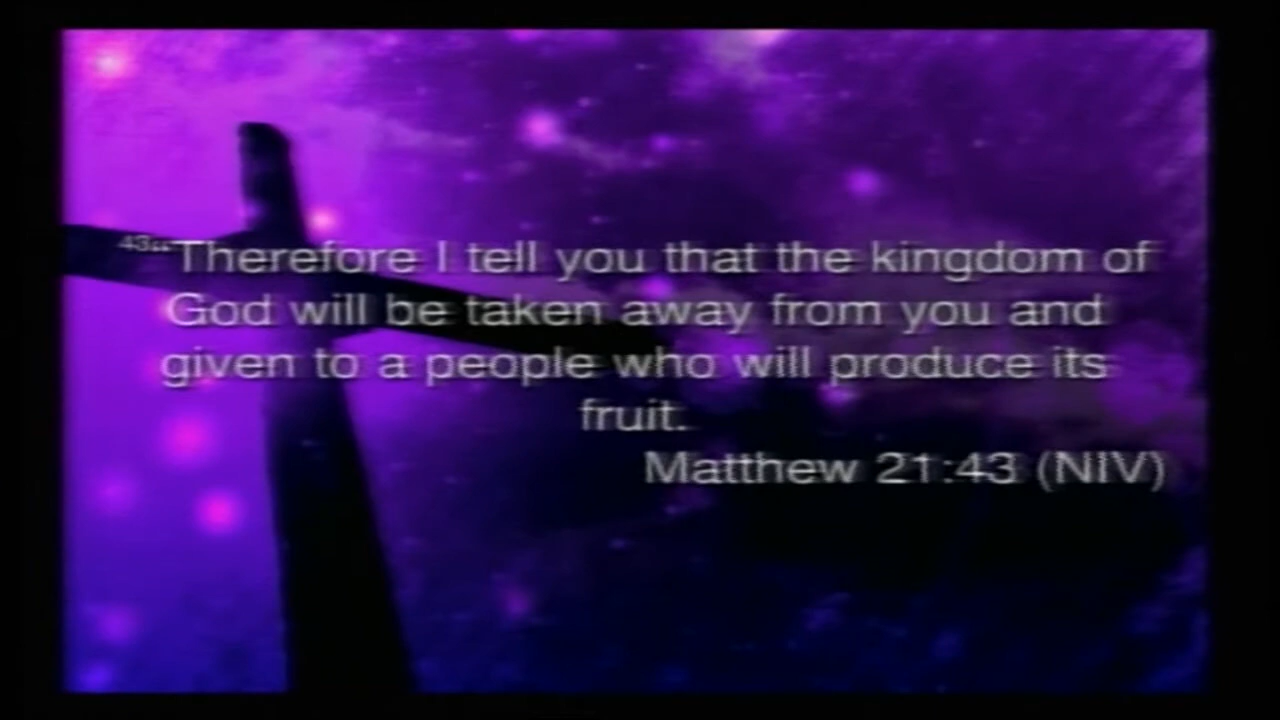 ⁴³“Therefore I tell you that the kingdom of
God will be taken away from you and
given to a people who will produce its
fruit.
Matthew 21:43 (NIV)